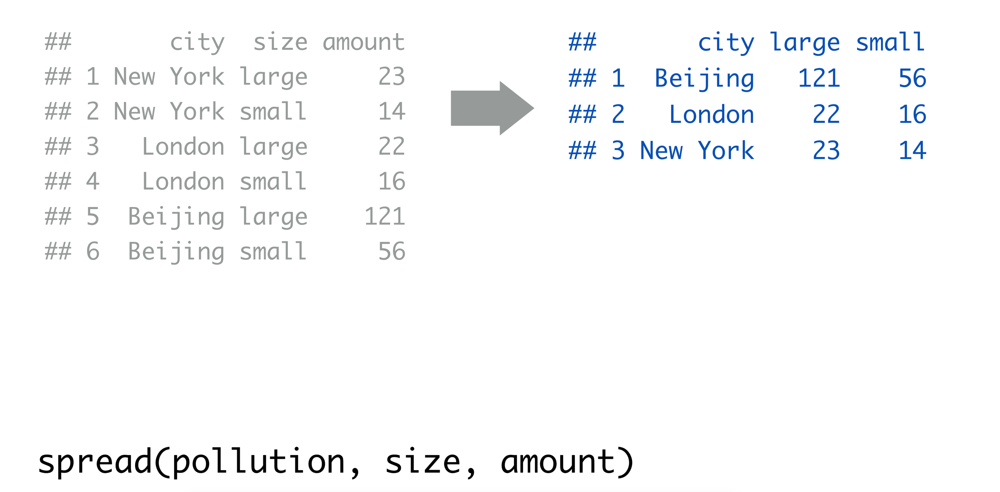 ##       city  size amount
## 1 New York large     23
## 2 New York small     14
## 3   London large     22
## 4   London small     16
## 5  Beijing large    121
## 6  Beijing small     56
##       city large small
## 1  Beijing   121    56
## 2   London    22    16
## 3 New York    23    14
spread(pollution, size, amount)